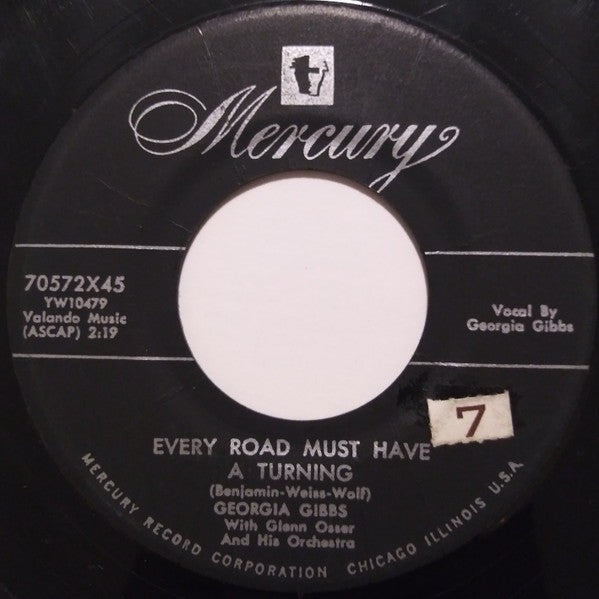 Mercury
70572X45
YW10479
Valando Music
(ASCAP) 2:19
Vocal By
Georgia Gibbs
7
EVERY ROAD MUST HAVE
A TURNING
(Benjamin-Weiss-Wolf)
GEORGIA GIBBS
With Glenn Osser
And His Orchestra
MERCURY RECORD CORPORATION CHICAGO ILLINOIS U.S.A.